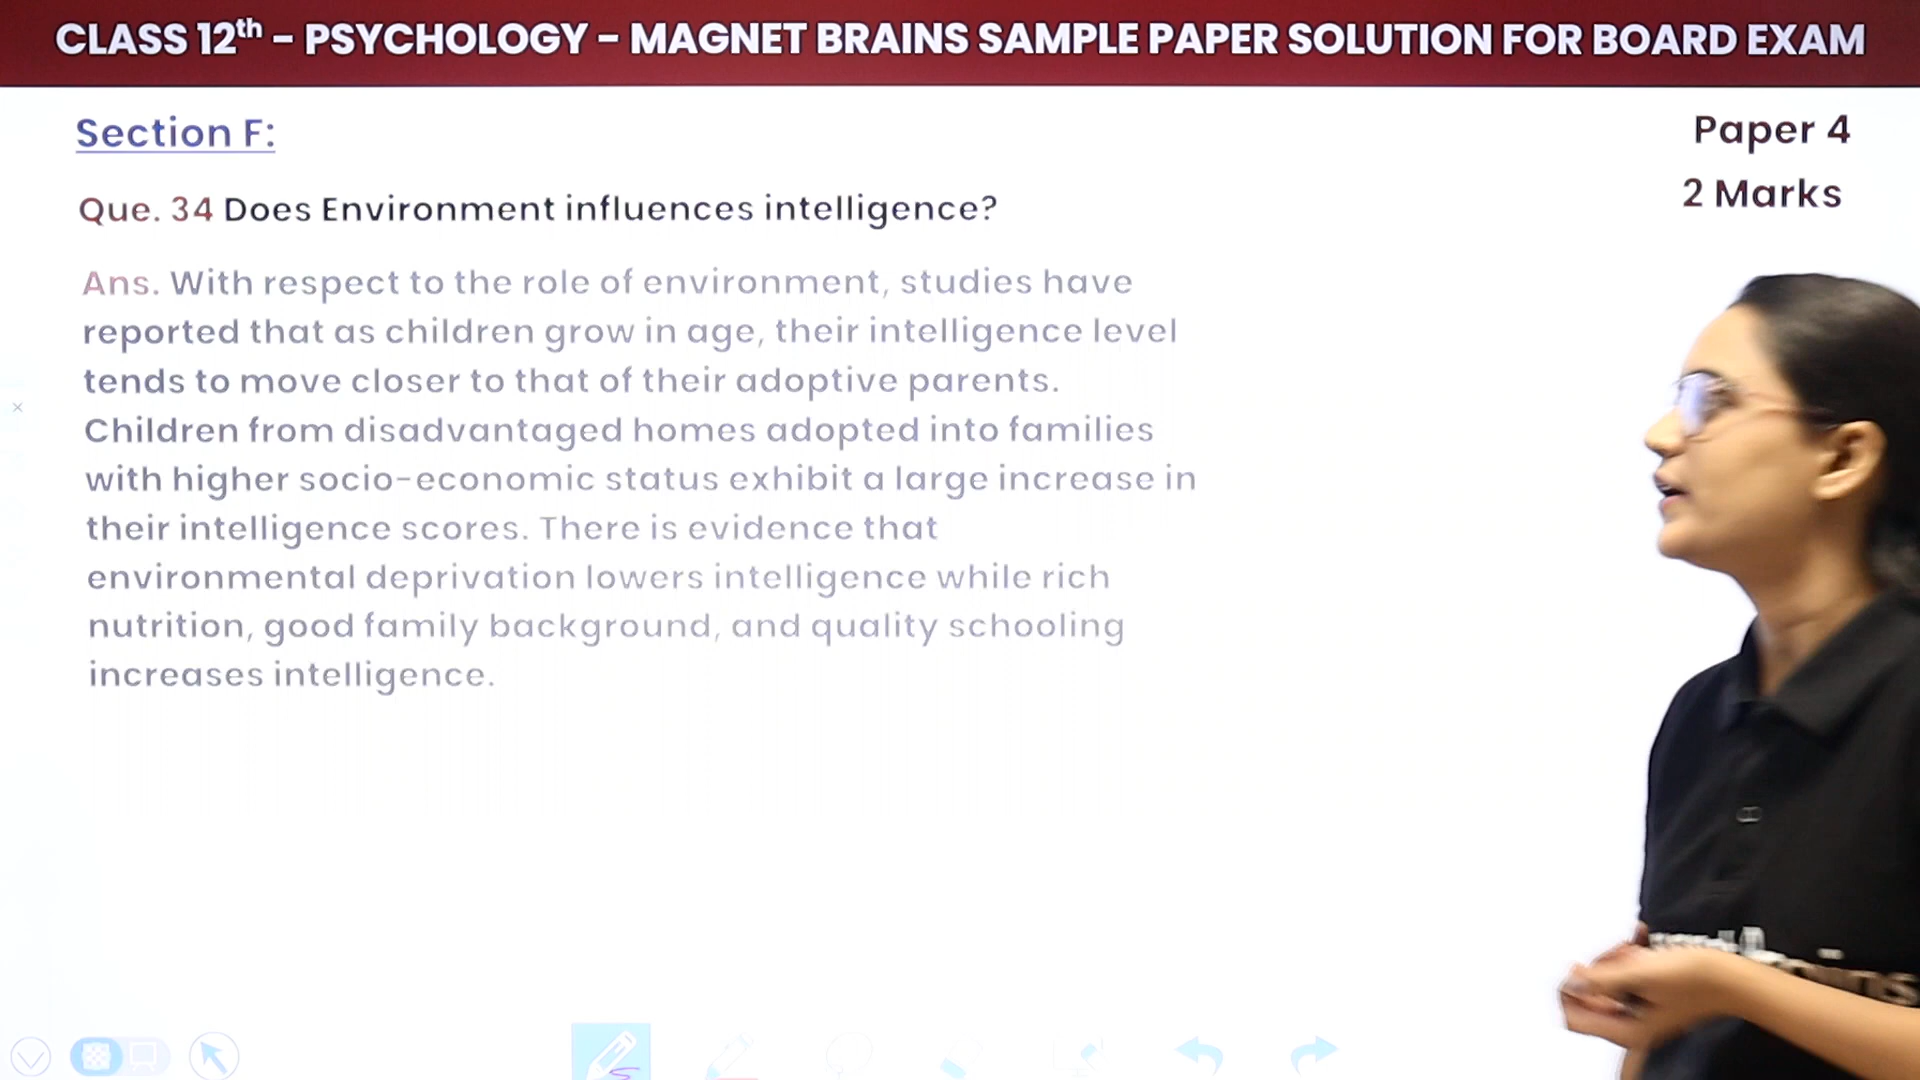 CLASS 12th - PSYCHOLOGY - MAGNET BRAINS SAMPLE PAPER SOLUTION FOR BOARD EXAM
Section F:
Paper 4
2 Marks
Que. 34 Does Environment influences intelligence?
Ans. With respect to the role of environment, studies have
reported that as children grow in age, their intelligence level
tends to move closer to that of their adoptive parents.
Children from disadvantaged homes adopted into families
with higher socio-economic status exhibit a large increase in
their intelligence scores. There is evidence that
environmental deprivation lowers intelligence while rich
nutrition, good family background, and quality schooling
increases intelligence.